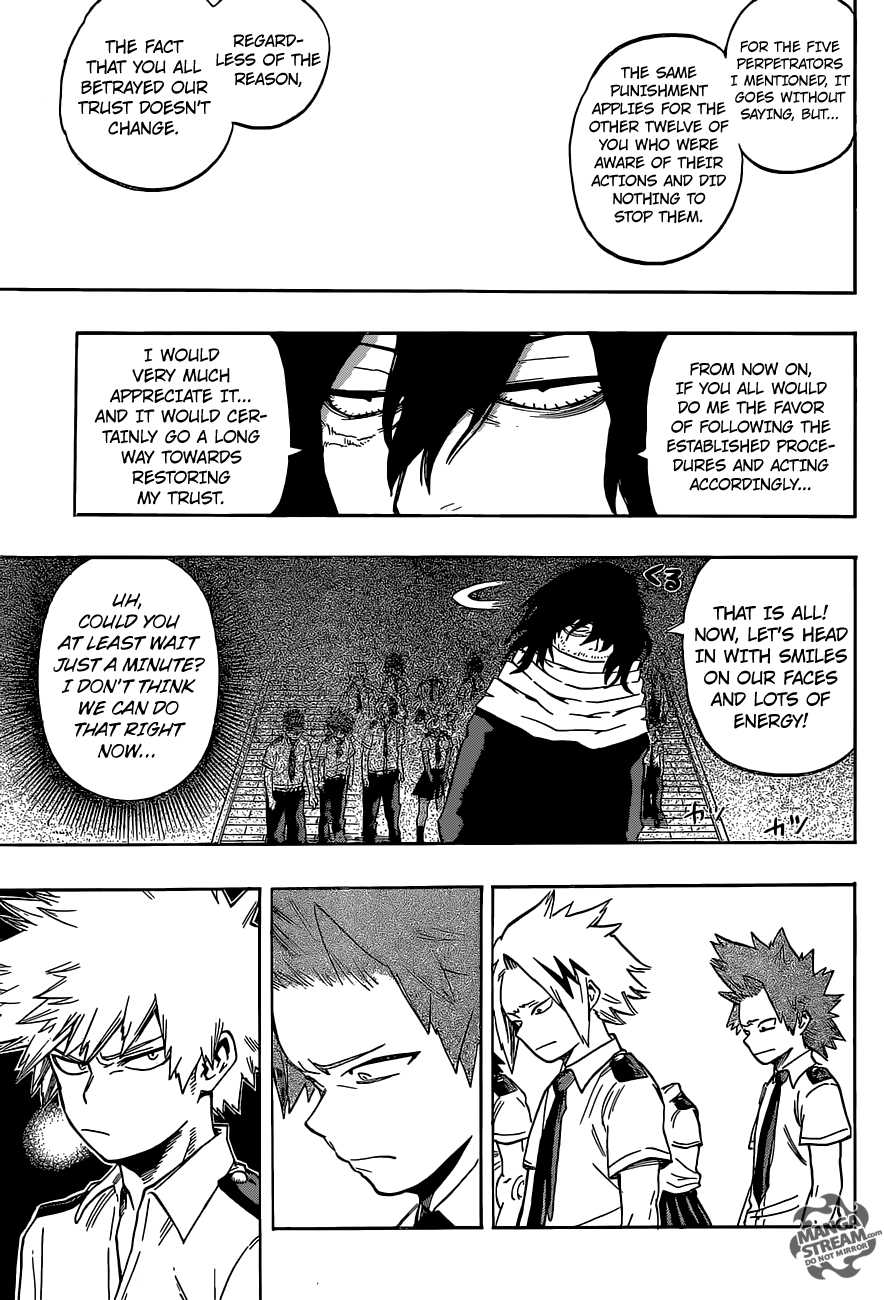 FOR THE FIVE
PERPETRATORS
I MENTIONED, IT
GOES WITHOUT
SAYING, BUT...
THE SAME
PUNISHMENT
APPLIES FOR THE
OTHER TWELVE OF
YOU WHO WERE
AWARE OF THEIR
ACTIONS AND DID
NOTHING TO
STOP THEM.
REGARD-
LESS OF THE
REASON,
THE FACT
THAT YOU ALL
BETRAYED OUR
TRUST DOESN'T
CHANGE.
FROM NOW ON,
IF YOU ALL WOULD
DO ME THE FAVOR
OF FOLLOWING THE
ESTABLISHED PROCE-
DURES AND ACTING
ACCORDINGLY...
I WOULD
VERY MUCH
APPRECIATE IT...
AND IT WOULD CER-
TAINLY GO A LONG
WAY TOWARDS
RESTORING
MY TRUST.
くる
THAT IS ALL!
NOW, LET'S HEAD
IN WITH SMILES
ON OUR FACES
AND LOTS OF
ENERGY!
カッ
カッ
UH,
COULD YOU
AT LEAST WAIT
JUST A MINUTE?
I DON'T THINK
WE CAN DO
THAT RIGHT
NOW...
MANGA
STREAM.com
DO NOT MIRROR